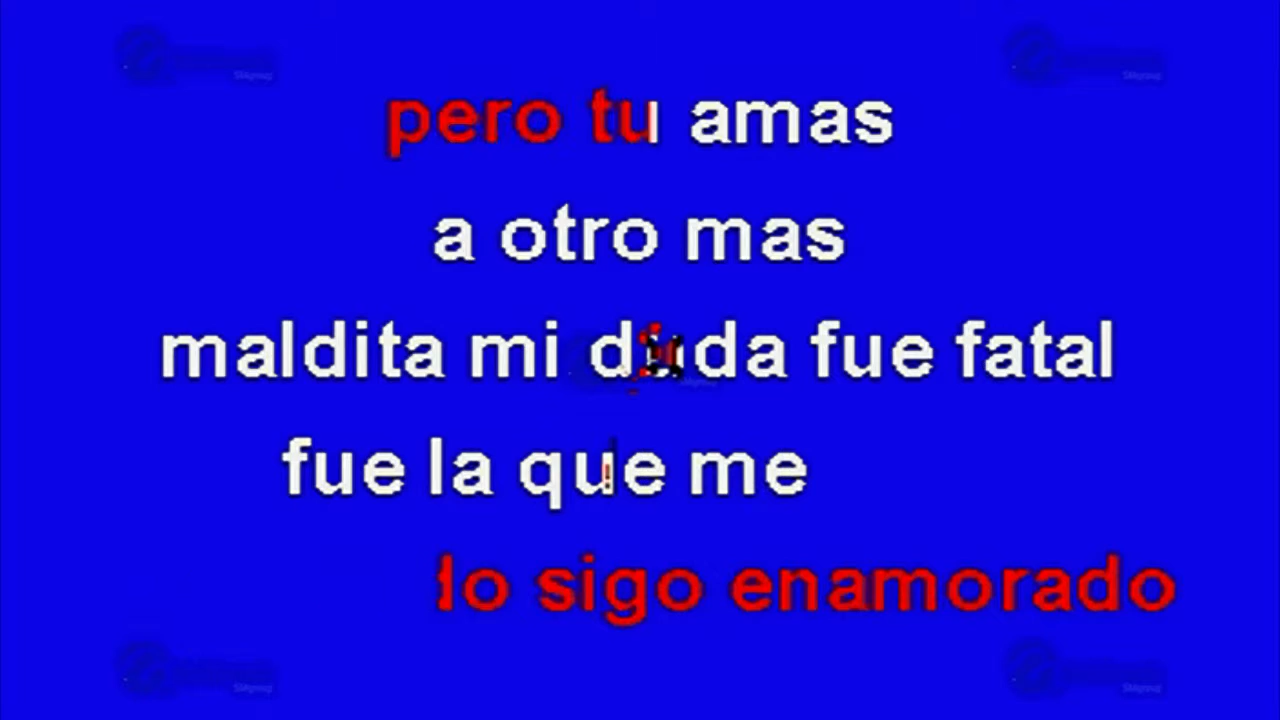 pero tu amas
a otro mas
maldita mi duda fue fatal
fue la que me
lo sigo enamorado